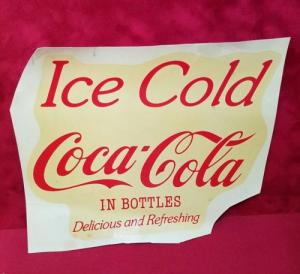 Ice Cold
Coca-Cola
IN BOTTLES
Delicious and Refreshing